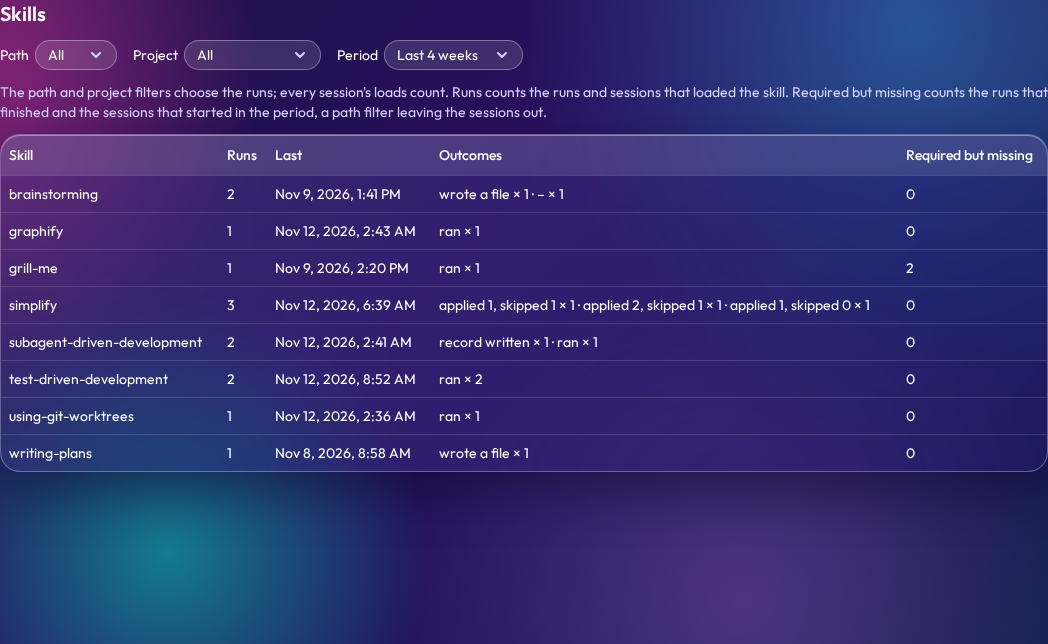 Skills
Path All Project All Period Last 4 weeks
The path and project filters choose the runs; every session's loads count. Runs counts the runs and sessions that loaded the skill. Required but missing counts the runs that
finished and the sessions that started in the period, a path filter leaving the sessions out.
Skill Runs Last Outcomes Required but missing
brainstorming 2 Nov 9, 2026, 1:41 PM wrote a file × 1 · – × 1 0
graphify 1 Nov 12, 2026, 2:43 AM ran × 1 0
grill-me 1 Nov 9, 2026, 2:20 PM ran × 1 2
simplify 3 Nov 12, 2026, 6:39 AM applied 1, skipped 1 × 1 · applied 2, skipped 1 × 1 · applied 1, skipped 0 × 1 0
subagent-driven-development 2 Nov 12, 2026, 2:41 AM record written × 1 · ran × 1 0
test-driven-development 2 Nov 12, 2026, 8:52 AM ran × 2 0
using-git-worktrees 1 Nov 12, 2026, 2:36 AM ran × 1 0
writing-plans 1 Nov 8, 2026, 8:58 AM wrote a file × 1 0